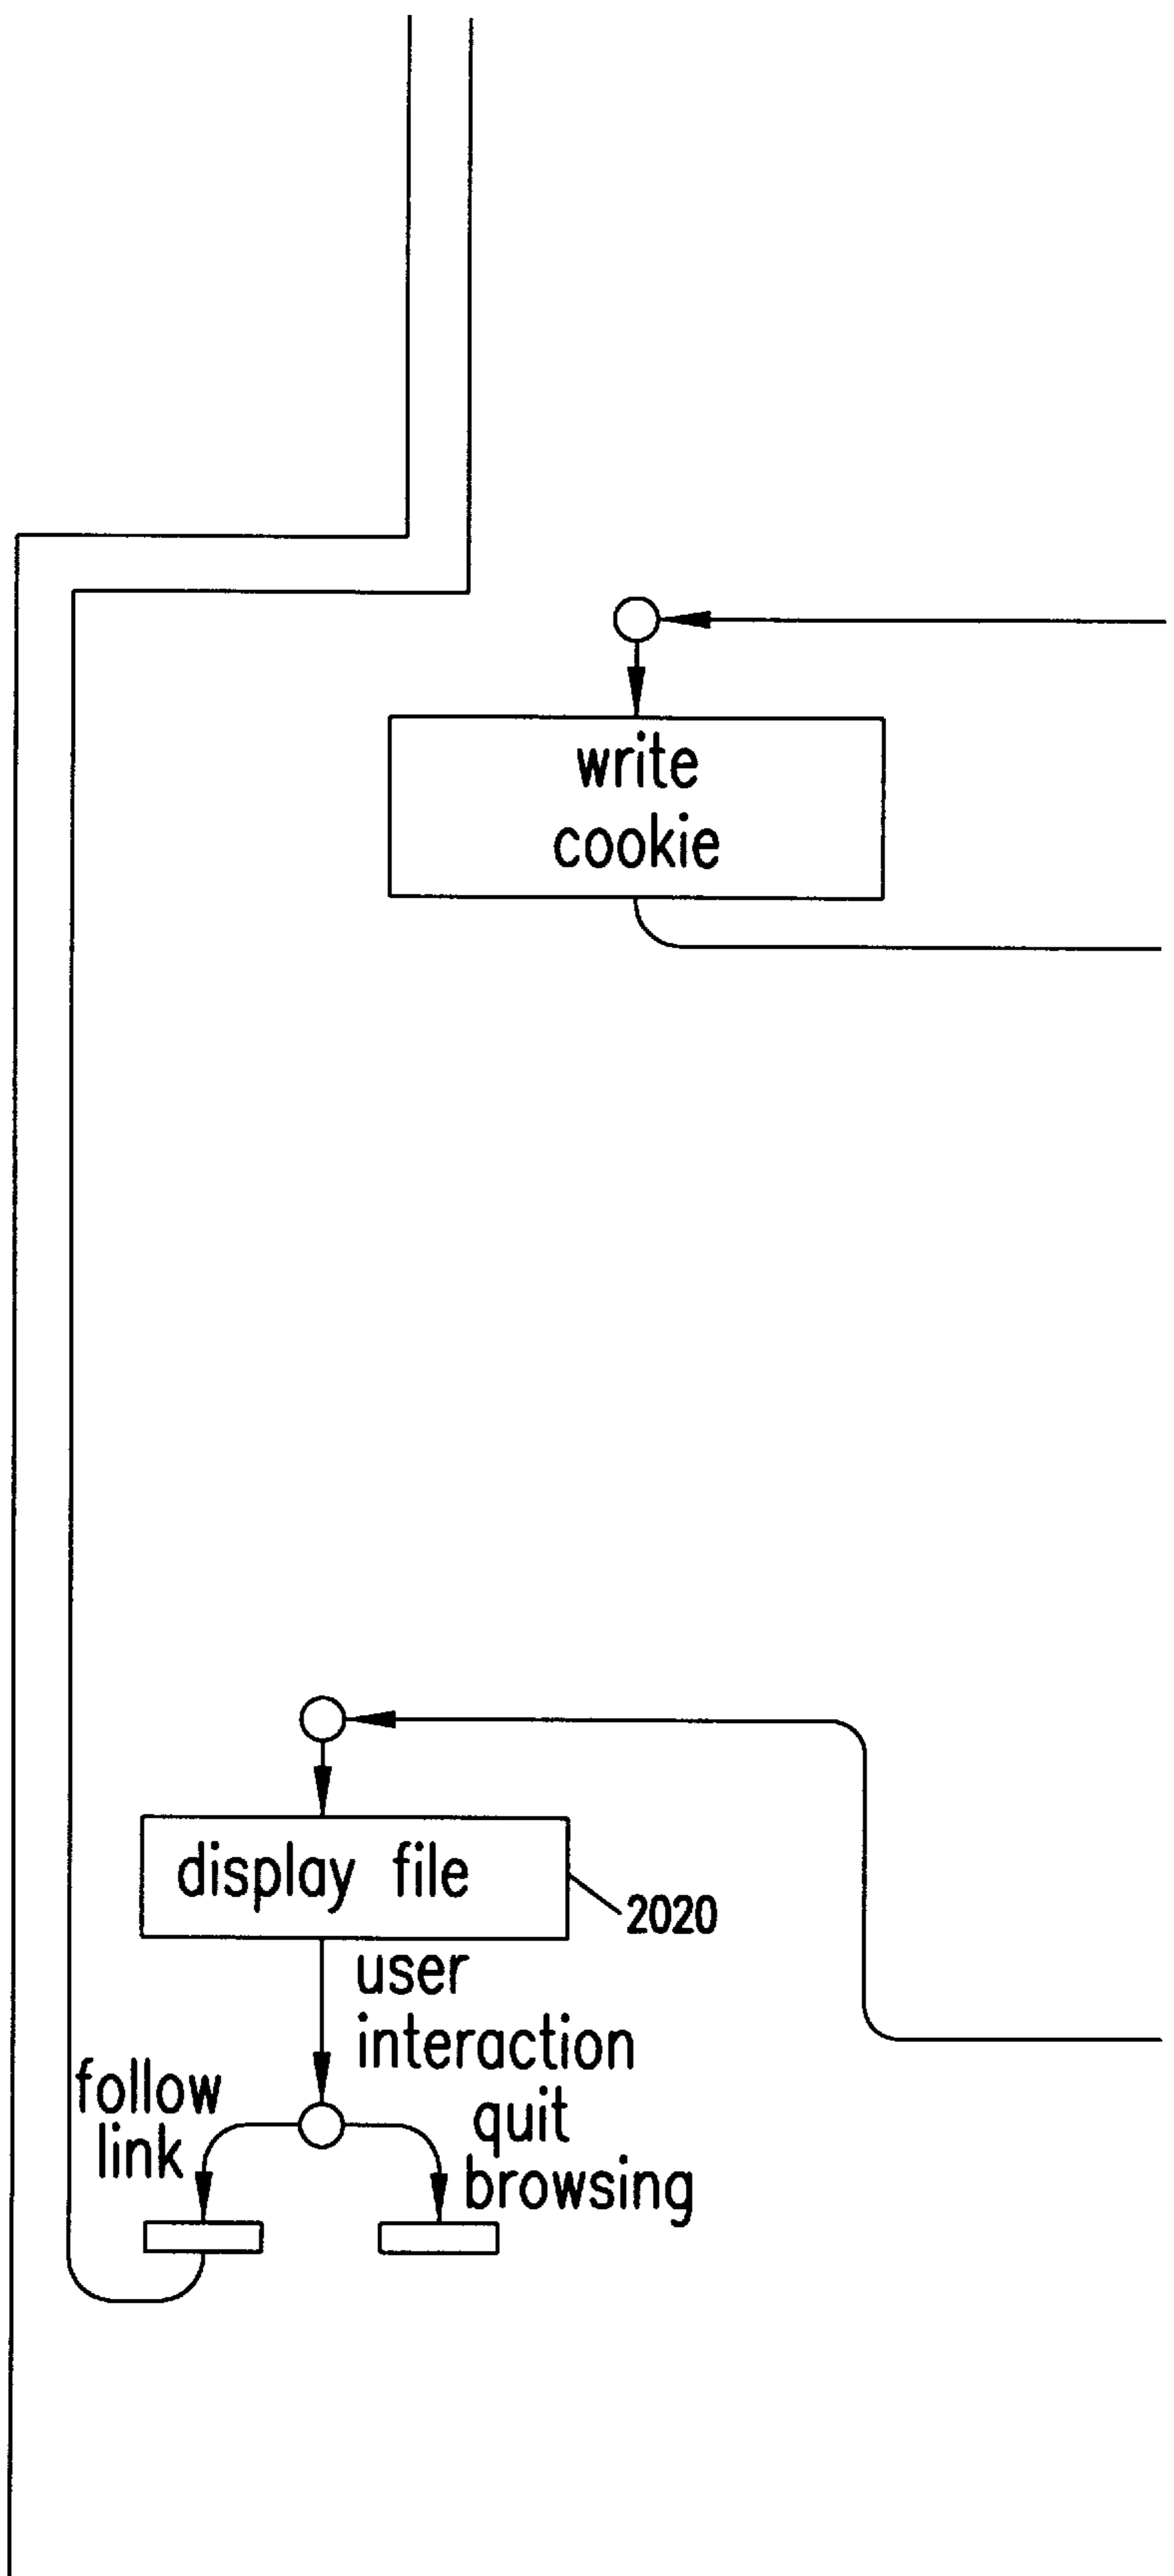 write
cookie
display file
2020
user
interaction
follow
link
quit
browsing